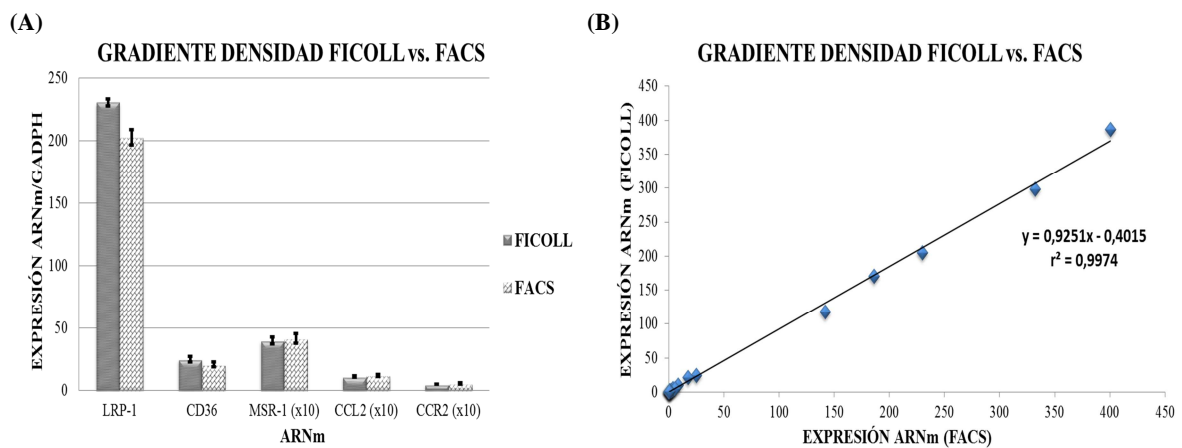 (A)
GRADIENTE DENSIDAD FICOLL vs. FACS
EXPRESIÓN ARNm/GADPH
250
200
150
100
50
0
LRP-1 CD36 MSR-1 (x10) CCL2 (x10) CCR2 (x10)
ARNm
FICOLL
FACS
(B)
GRADIENTE DENSIDAD FICOLL vs. FACS
EXPRESIÓN ARNm (FICOLL)
450
400
350
300
250
200
150
100
50
0
y = 0,9251x - 0,4015
r² = 0,9974
0 50 100 150 200 250 300 350 400 450
EXPRESIÓN ARNm (FACS)